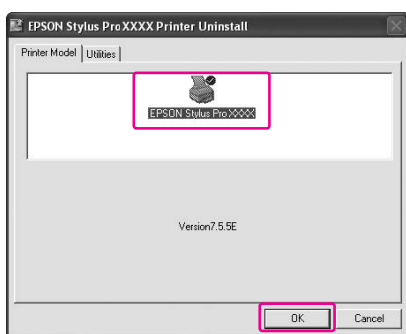 EPSON Stylus Pro XXXX Printer Uninstall
Printer Model Utilities
EPSON Stylus Pro XXXX
Version7.5.5E
OK Cancel